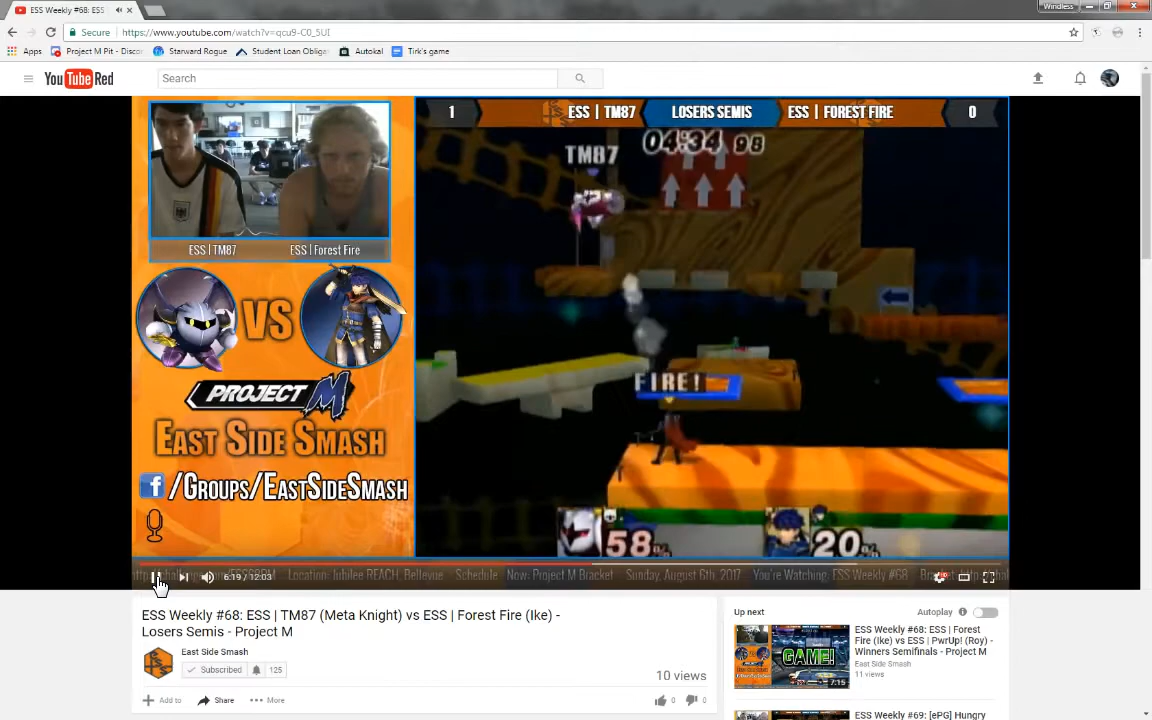 ESS Weekly #68: ESS |
Windless
Secure
https://www.youtube.com/watch?v=qcu9-C0_5UI
Apps
Project M Pit - Discor
Starward Rogue
Student Loan Obligat
Autokal
Tirk's game
YouTube Red
Search
1
ESS | TM87
LOSERS SEMIS
ESS | FOREST FIRE
0
04:34 98
TM87
ESS | TM87
ESS | Forest Fire
VS
FIRE!
PROJECT M
EAST SIDE SMASH
f /GROUPS/EASTSIDESMASH
58%
20%
6:19 / 12:03
Location: Jubilee REACH, Bellevue
Schedule
Now: Project M Bracket
Sunday, August 6th, 2017
You're Watching: ESS Weekly #68
ESS Weekly #68: ESS | TM87 (Meta Knight) vs ESS | Forest Fire (Ike) -
Losers Semis - Project M
East Side Smash
Subscribed
125
10 views
Add to
Share
More
0
0
Up next
Autoplay
GAME!
7:15
ESS Weekly #68: ESS | Forest
Fire (Ike) vs ESS | PwrUp! (Roy) -
Winners Semifinals - Project M
East Side Smash
11 views
ESS Weekly #69: [ePG] Hungry